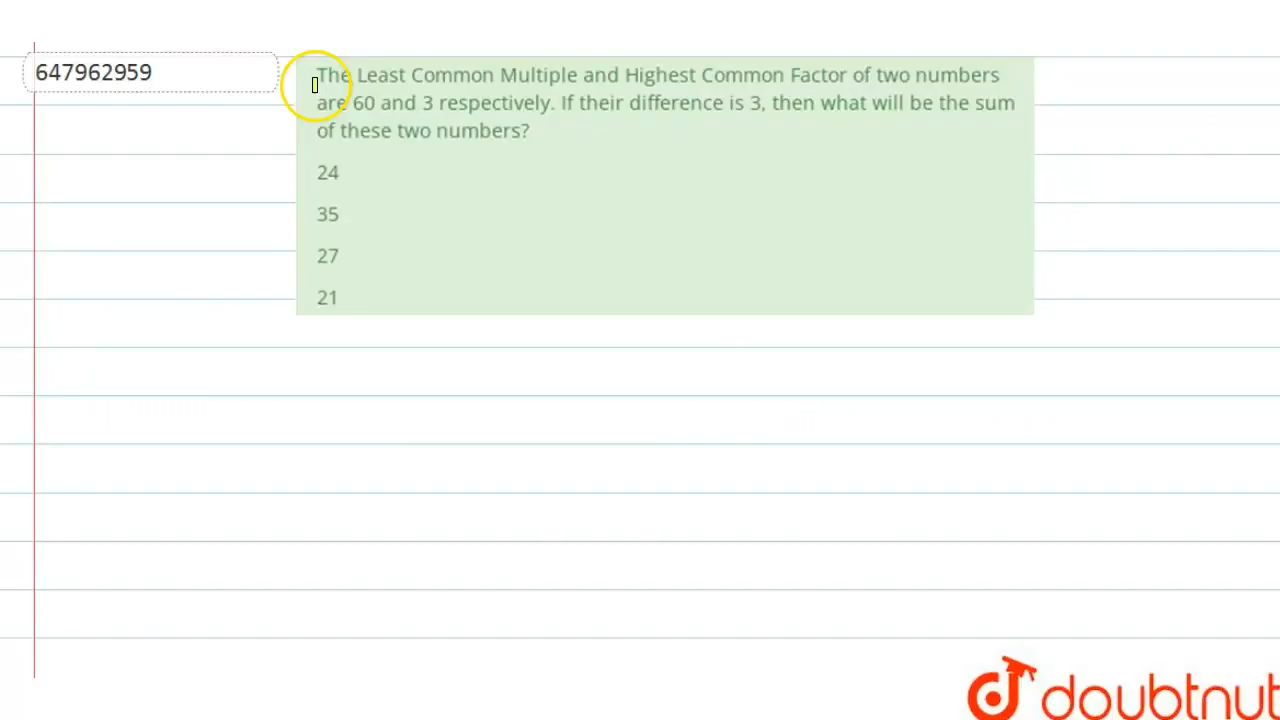 647962959
The Least Common Multiple and Highest Common Factor of two numbers
are 60 and 3 respectively. If their difference is 3, then what will be the sum
of these two numbers?
24
35
27
21
doubtnut